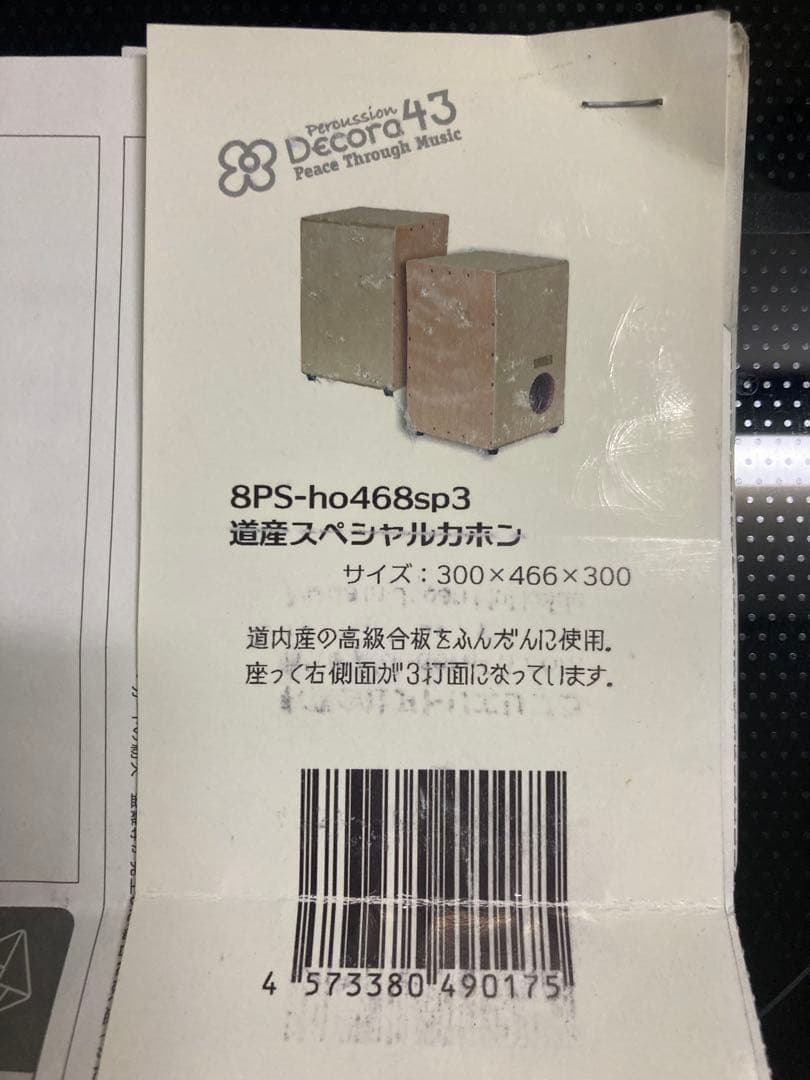 Percussion
Decora43
Peace Through Music
8PS-ho468sp3
道産スペシャルカホン
サイズ：300×466×300
道内産の高級合板をふんだんに使用。
座って右側面が3打面になっています。
4 573380 490175